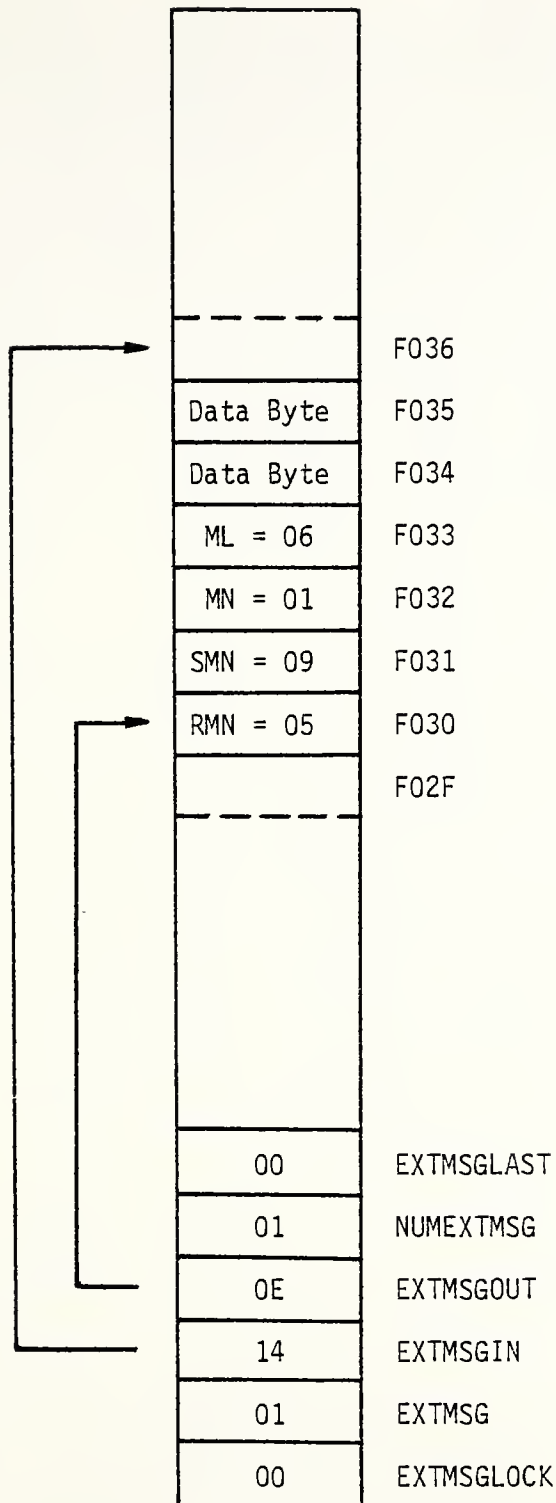 F036
Data Byte F035
Data Byte F034
ML = 06 F033
MN = 01 F032
SMN = 09 F031
RMN = 05 F030
F02F
00 EXTMSGLAST
01 NUMEXTMSG
0E EXTMSGOUT
14 EXTMSGIN
01 EXTMSG
00 EXTMSGLOCK